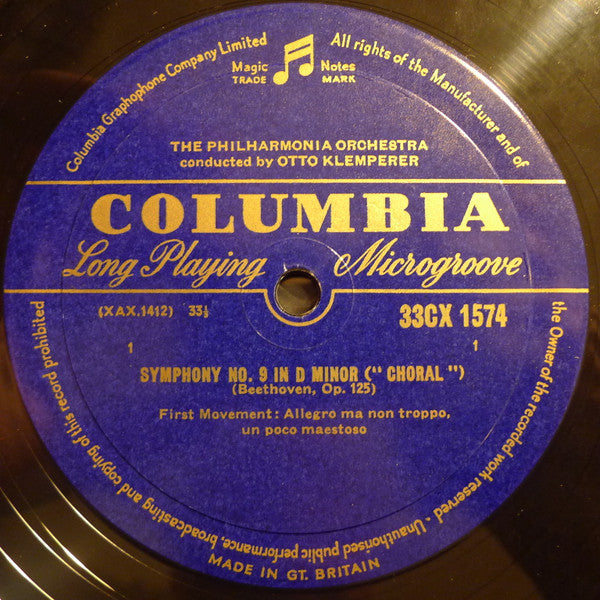 Columbia Graphophone Company Limited
All rights of the Manufacturer and of
the Owner of the recorded work reserved - Unauthorised public performance, broadcasting and copying of this record prohibited
Magic Notes
TRADE MARK
THE PHILHARMONIA ORCHESTRA
conducted by OTTO KLEMPERER
COLUMBIA
Long Playing Microgroove
(XAX.1412) 33⅓
33CX 1574
1 1
SYMPHONY NO. 9 IN D MINOR (" CHORAL ")
(Beethoven, Op. 125)
First Movement: Allegro ma non troppo,
un poco maestoso
MADE IN GT. BRITAIN